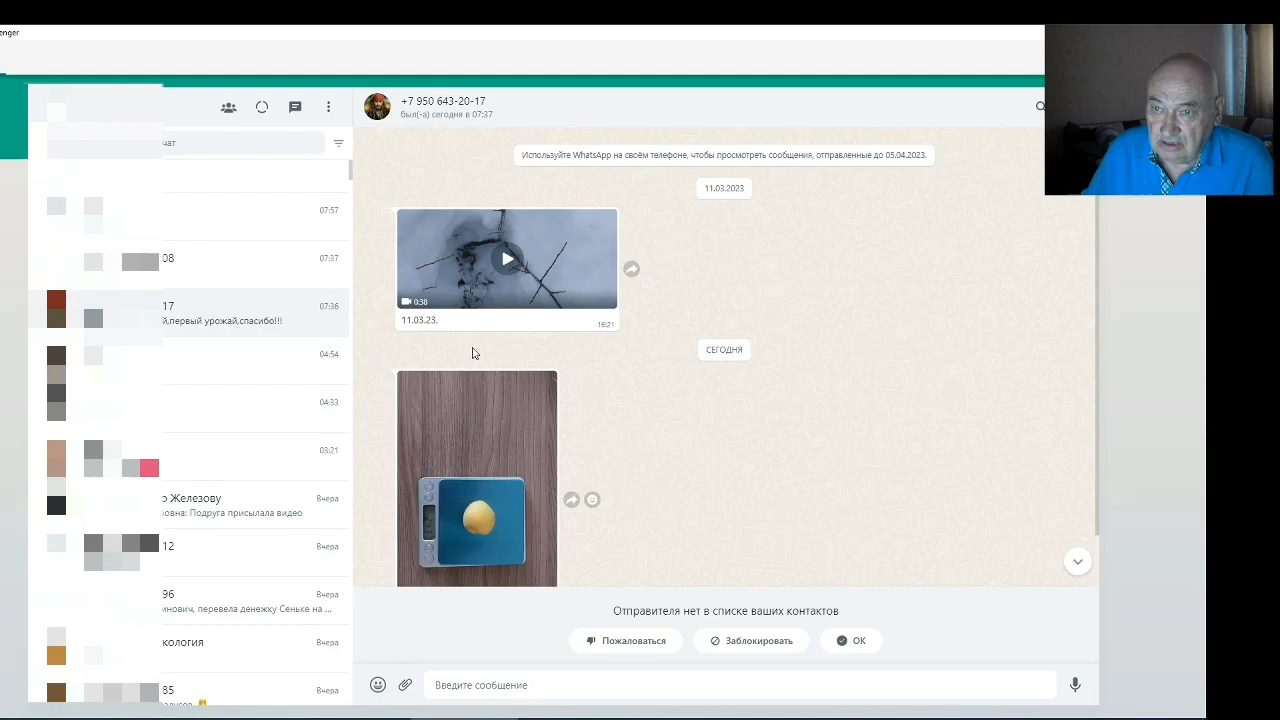 enger
чат
07:57
08
07:37
17
07:36
й,первый урожай,спасибо!!!
04:54
04:33
03:21
о Железову
Вчера
ровна: Подруга присылала видео
12
Вчера
96
Вчера
инович, перевела денежку Сеньке на ...
кология
Вчера
85
Вчера
+7 950 643-20-17
был(-а) сегодня в 07:37
Используйте WhatsApp на своём телефоне, чтобы просмотреть сообщения, отправленные до 05.04.2023.
11.03.2023
0:38
11.03.23.
16:21
СЕГОДНЯ
Отправителя нет в списке ваших контактов
Пожаловаться
Заблокировать
ОК
Введите сообщение